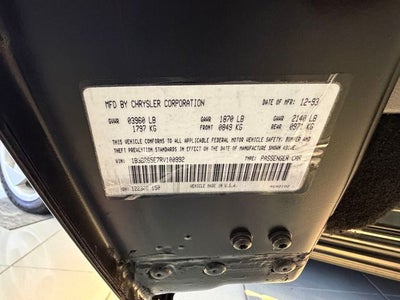 MFD BY CHRYSLER CORPORATION DATE OF MFR: 12-93
GVWR 03960 LB GAWR 1870 LB GAWR 2140 LB
1797 KG FRONT 0849 KG REAR 0971 KG
THIS VEHICLE CONFORMS TO ALL APPLICABLE FEDERAL MOTOR VEHICLE SAFETY, BUMPER AND
THEFT PREVENTION STANDARDS IN EFFECT ON THE DATE OF MANUFACTURE SHOWN ABOVE.
TYPE: PASSENGER CAR
VEHICLE MADE IN U.S.A.